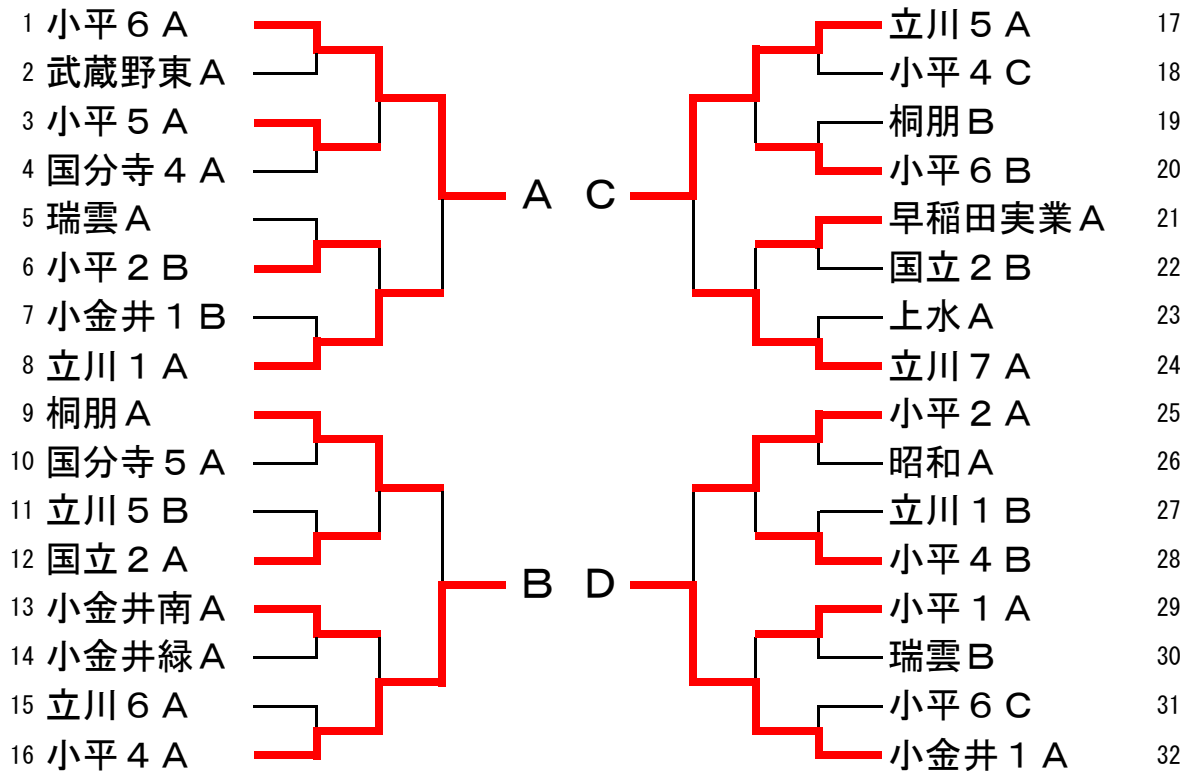 1 小平６Ａ
2 武蔵野東Ａ
3 小平５Ａ
4 国分寺４Ａ
5 瑞雲Ａ
6 小平２Ｂ
7 小金井１Ｂ
8 立川１Ａ
9 桐朋Ａ
10 国分寺５Ａ
11 立川５Ｂ
12 国立２Ａ
13 小金井南Ａ
14 小金井緑Ａ
15 立川６Ａ
16 小平４Ａ
Ａ Ｃ
Ｂ Ｄ
立川５Ａ 17
小平４Ｃ 18
桐朋Ｂ 19
小平６Ｂ 20
早稲田実業Ａ 21
国立２Ｂ 22
上水Ａ 23
立川７Ａ 24
小平２Ａ 25
昭和Ａ 26
立川１Ｂ 27
小平４Ｂ 28
小平１Ａ 29
瑞雲Ｂ 30
小平６Ｃ 31
小金井１Ａ 32